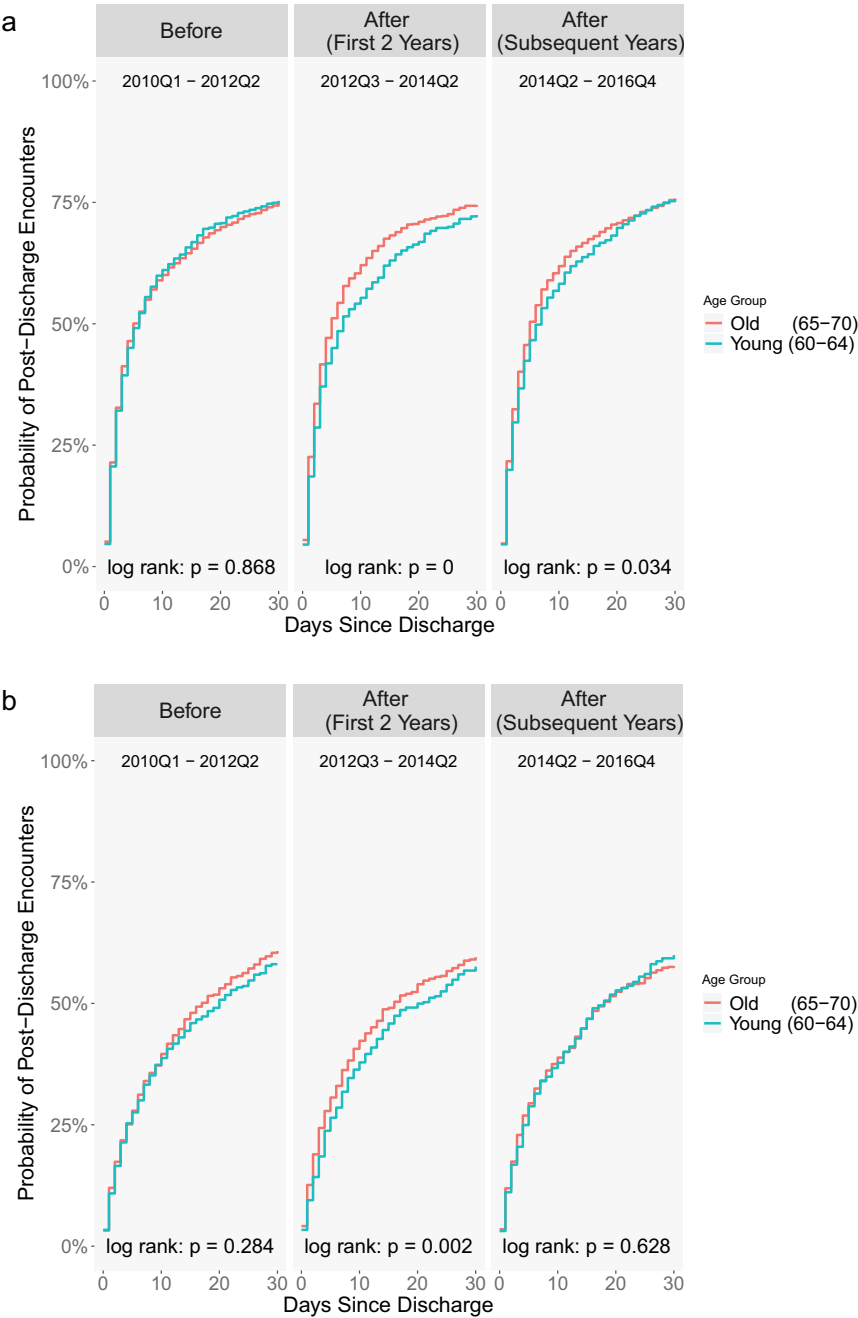 a
Before
After
(First 2 Years)
After
(Subsequent Years)
2010Q1 − 2012Q2
2012Q3 − 2014Q2
2014Q2 − 2016Q4
Probability of Post−Discharge Encounters
100%
75%
50%
25%
0%
log rank: p = 0.868
log rank: p = 0
log rank: p = 0.034
0 10 20 30 0 10 20 30 0 10 20 30
Days Since Discharge
Age Group
Old (65−70)
Young (60−64)
b
Before
After
(First 2 Years)
After
(Subsequent Years)
2010Q1 − 2012Q2
2012Q3 − 2014Q2
2014Q2 − 2016Q4
Probability of Post−Discharge Encounters
100%
75%
50%
25%
0%
log rank: p = 0.284
log rank: p = 0.002
log rank: p = 0.628
0 10 20 30 0 10 20 30 0 10 20 30
Days Since Discharge
Age Group
Old (65−70)
Young (60−64)